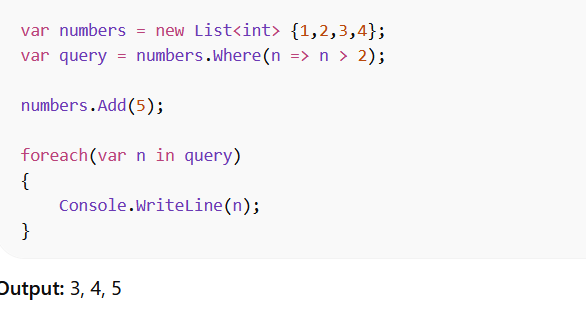 var numbers = new List<int> {1,2,3,4};
var query = numbers.Where(n => n > 2);
numbers.Add(5);
foreach(var n in query)
{
    Console.WriteLine(n);
}
Output: 3, 4, 5